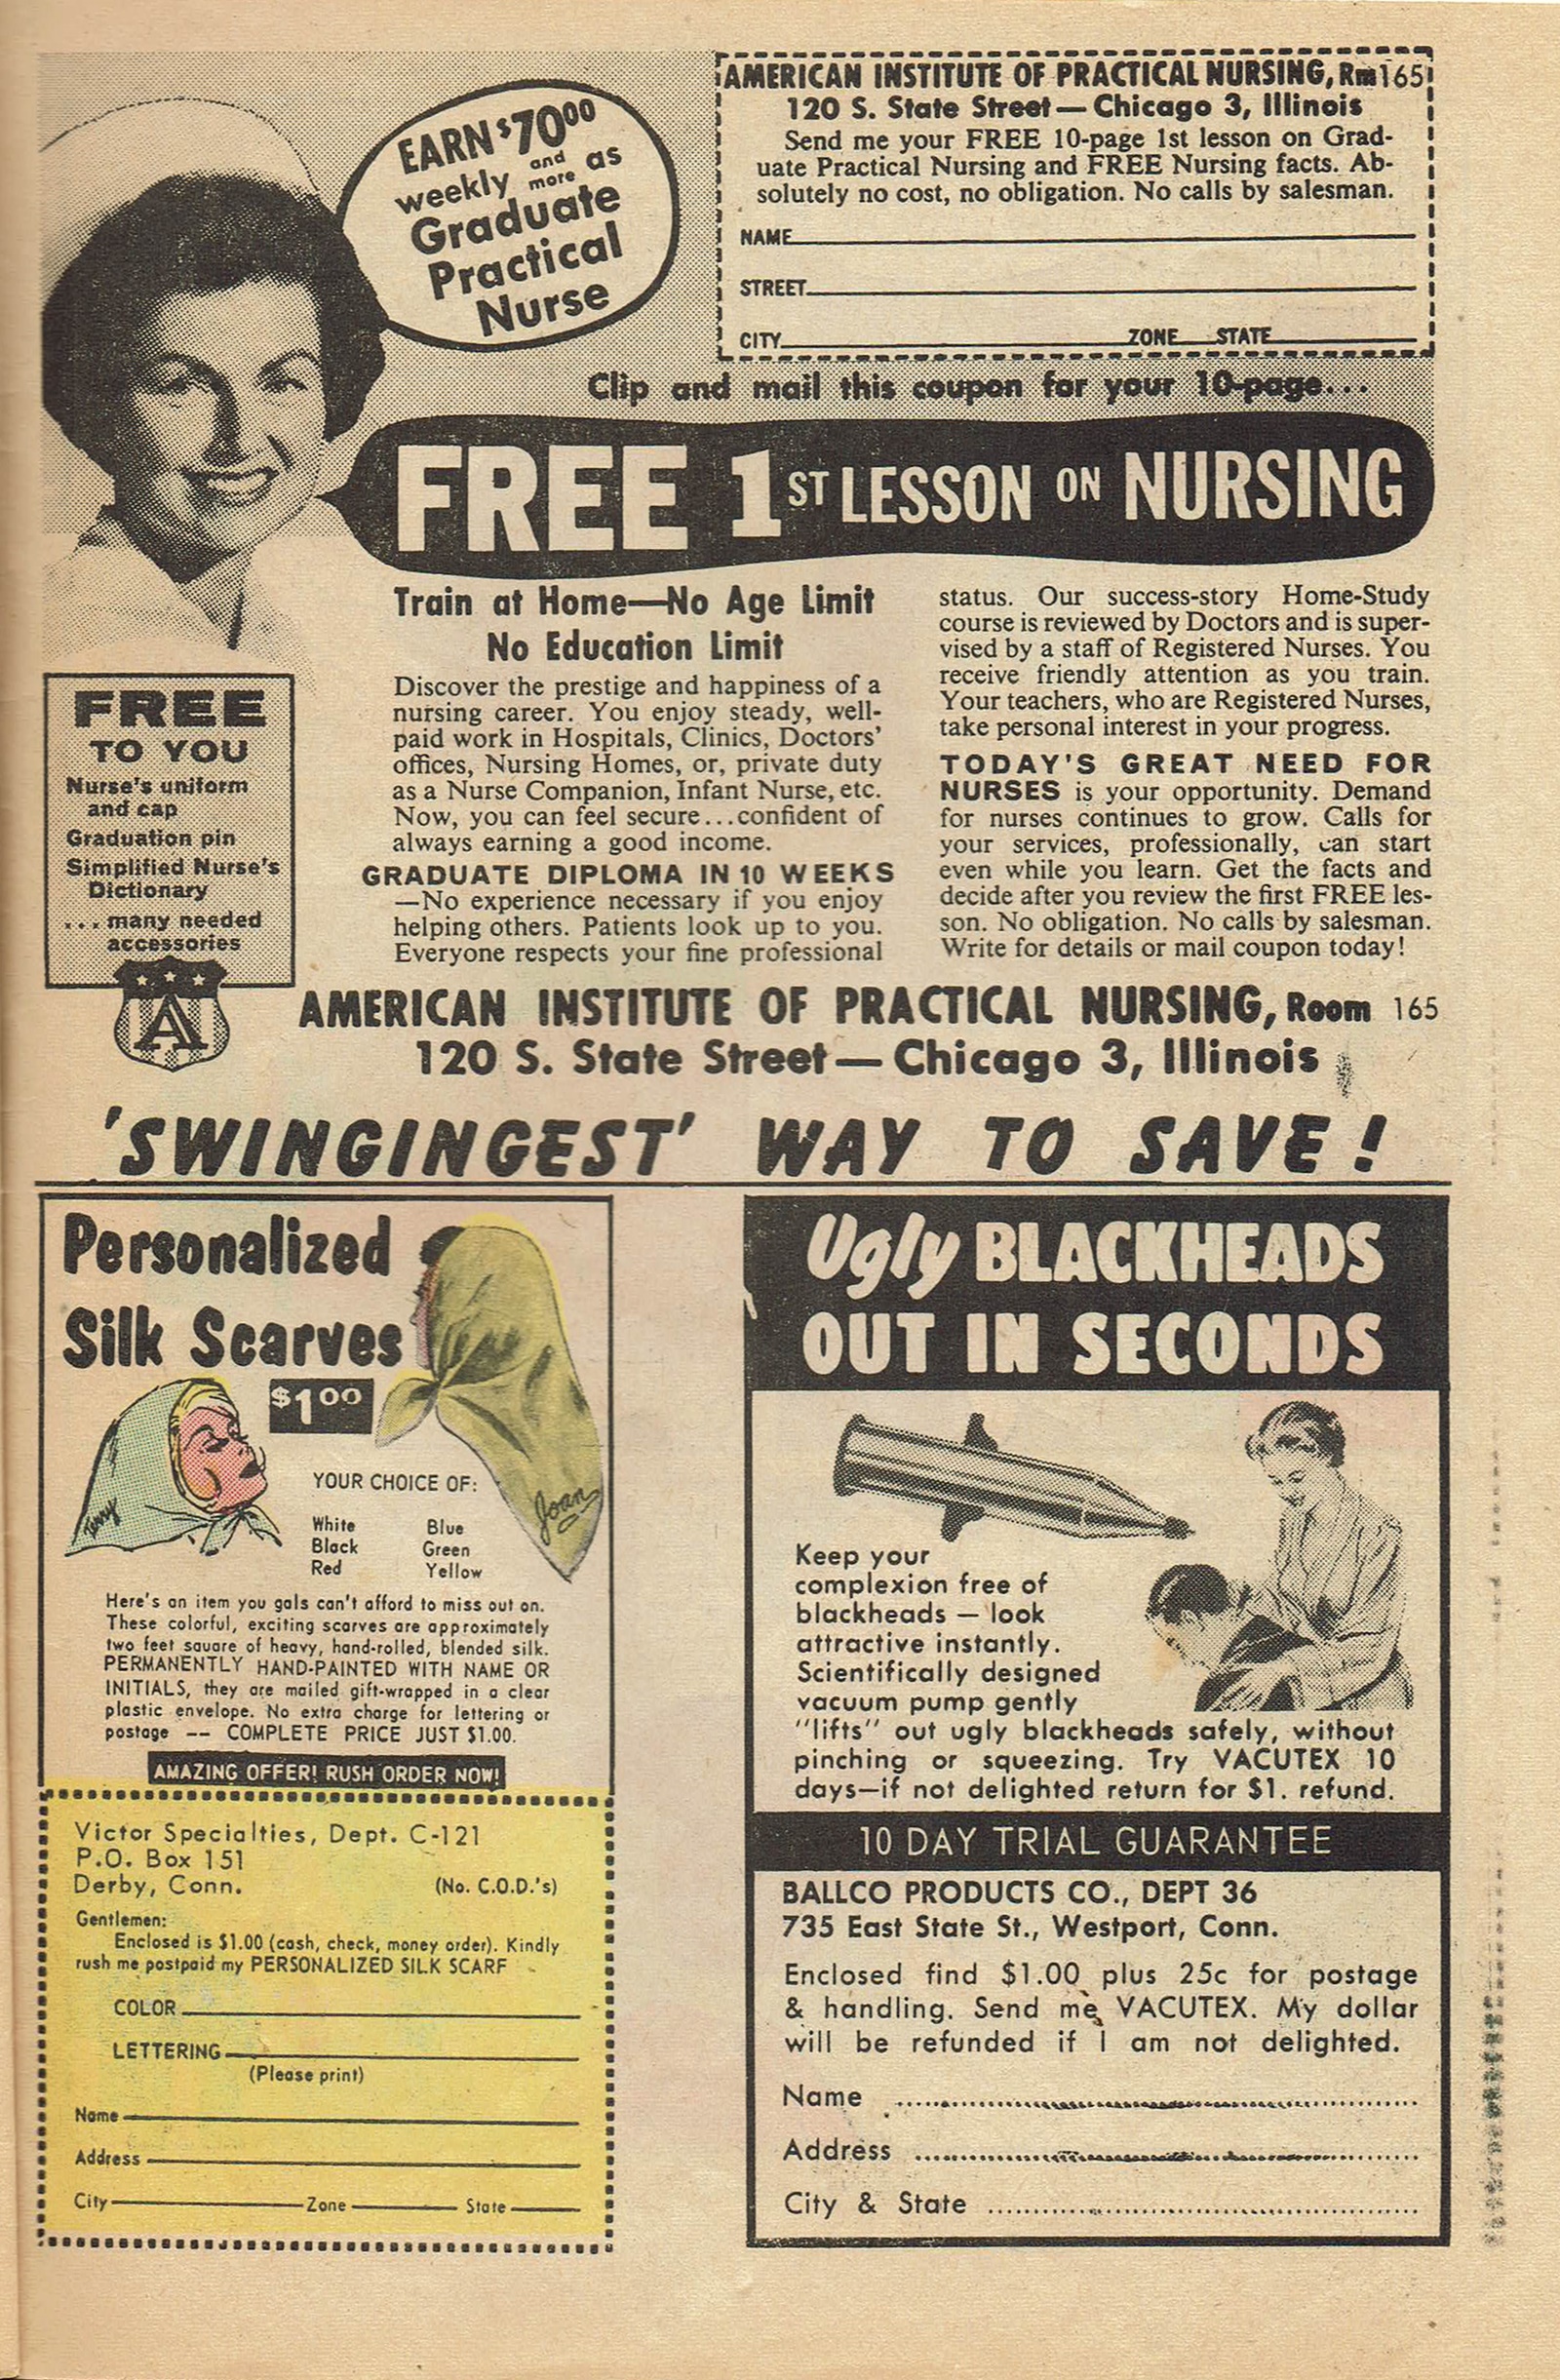 EARN $70.00
weekly and more as
Graduate
Practical
Nurse
AMERICAN INSTITUTE OF PRACTICAL NURSING, Rm 165
120 S. State Street — Chicago 3, Illinois
Send me your FREE 10-page 1st lesson on Grad-
uate Practical Nursing and FREE Nursing facts. Ab-
solutely no cost, no obligation. No calls by salesman.
NAME
STREET
CITY ZONE STATE
Clip and mail this coupon for your 10-page...
FREE 1ST LESSON ON NURSING
Train at Home—No Age Limit
No Education Limit
Discover the prestige and happiness of a
nursing career. You enjoy steady, well-
paid work in Hospitals, Clinics, Doctors'
offices, Nursing Homes, or, private duty
as a Nurse Companion, Infant Nurse, etc.
Now, you can feel secure...confident of
always earning a good income.
GRADUATE DIPLOMA IN 10 WEEKS
—No experience necessary if you enjoy
helping others. Patients look up to you.
Everyone respects your fine professional
status. Our success-story Home-Study
course is reviewed by Doctors and is super-
vised by a staff of Registered Nurses. You
receive friendly attention as you train.
Your teachers, who are Registered Nurses,
take personal interest in your progress.
TODAY'S GREAT NEED FOR
NURSES is your opportunity. Demand
for nurses continues to grow. Calls for
your services, professionally, can start
even while you learn. Get the facts and
decide after you review the first FREE les-
son. No obligation. No calls by salesman.
Write for details or mail coupon today!
FREE
TO YOU
Nurse's uniform
and cap
Graduation pin
Simplified Nurse's
Dictionary
...many needed
accessories
A
AMERICAN INSTITUTE OF PRACTICAL NURSING, Room 165
120 S. State Street — Chicago 3, Illinois
'SWINGINGEST' WAY TO SAVE!
Personalized
Silk Scarves
$1.00
Terry
Joan
YOUR CHOICE OF:
White Blue
Black Green
Red Yellow
Here's an item you gals can't afford to miss out on.
These colorful, exciting scarves are approximately
two feet square of heavy, hand-rolled, blended silk.
PERMANENTLY HAND-PAINTED WITH NAME OR
INITIALS, they are mailed gift-wrapped in a clear
plastic envelope. No extra charge for lettering or
postage -- COMPLETE PRICE JUST $1.00.
AMAZING OFFER! RUSH ORDER NOW!
Victor Specialties, Dept. C-121
P.O. Box 151
Derby, Conn. (No. C.O.D.'s)
Gentlemen:
Enclosed is $1.00 (cash, check, money order). Kindly
rush me postpaid my PERSONALIZED SILK SCARF
COLOR
LETTERING
(Please print)
Name
Address
City Zone State
Ugly BLACKHEADS
OUT IN SECONDS
Keep your
complexion free of
blackheads — look
attractive instantly.
Scientifically designed
vacuum pump gently
"lifts" out ugly blackheads safely, without
pinching or squeezing. Try VACUTEX 10
days—if not delighted return for $1. refund.
10 DAY TRIAL GUARANTEE
BALLCO PRODUCTS CO., DEPT 36
735 East State St., Westport, Conn.
Enclosed find $1.00 plus 25c for postage
& handling. Send me VACUTEX. My dollar
will be refunded if I am not delighted.
Name
Address
City & State